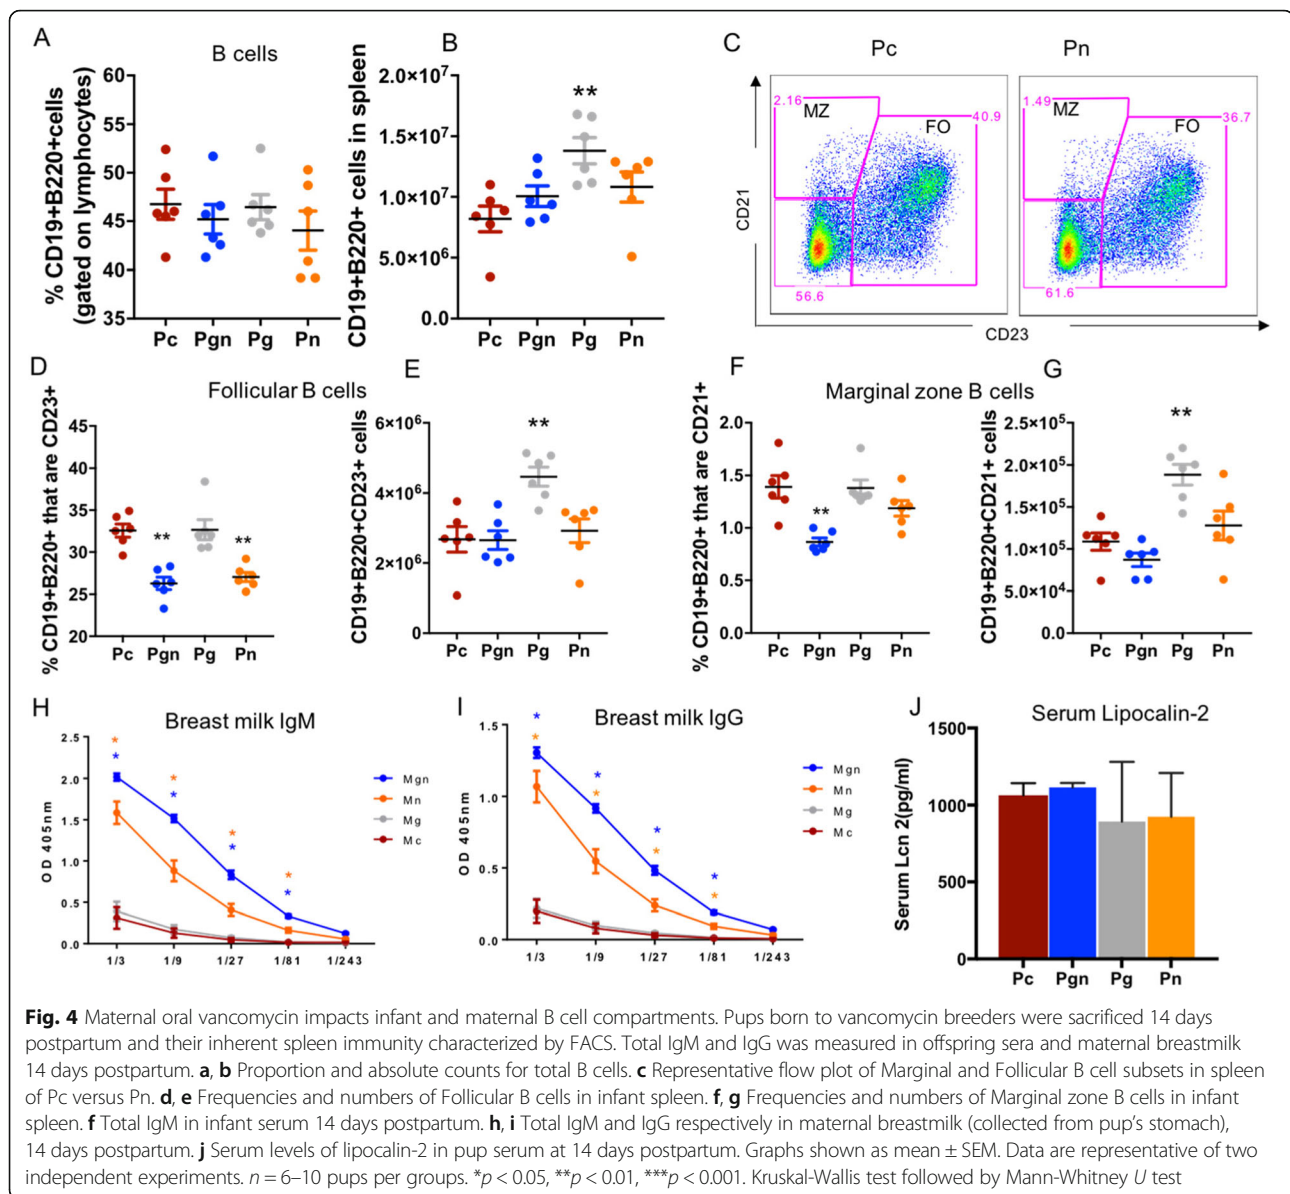 A
B cells
% CD19+B220+cells
(gated on lymphocytes)
60
55
50
45
40
35
Pc Pgn Pg Pn
B
CD19+B220+ cells in spleen
2.0×10⁷
1.5×10⁷
1.0×10⁷
5.0×10⁶
0.0
**
Pc Pgn Pg Pn
C
Pc
Pn
2.16
MZ
40.9
FO
56.6
1.49
MZ
36.7
FO
61.6
CD21
CD23
D
Follicular B cells
% CD19+B220+ that are CD23+
45
40
35
30
25
20
**
**
Pc Pgn Pg Pn
E
CD19+B220+CD23+ cells
6×10⁶
4×10⁶
2×10⁶
0
**
Pc Pgn Pg Pn
F
Marginal zone B cells
% CD19+B220+ that are CD21+
2.0
1.5
1.0
0.5
0.0
**
Pc Pgn Pg Pn
G
CD19+B220+CD21+ cells
2.5×10⁵
2.0×10⁵
1.5×10⁵
1.0×10⁵
5.0×10⁴
0.0
**
Pc Pgn Pg Pn
H
Breast milk IgM
OD 405nm
2.5
2.0
1.5
1.0
0.5
0.0
* * * *
* * * *
1/3 1/9 1/27 1/81 1/243
Mgn
Mn
Mg
Mc
I
Breast milk IgG
1.5
1.0
0.5
0.0
* * * *
* * * *
1/3 1/9 1/27 1/81 1/243
Mgn
Mn
Mg
Mc
J
Serum Lipocalin-2
Serum Lcn 2(pg/ml)
1500
1000
500
0
Pc Pgn Pg Pn
Fig. 4 Maternal oral vancomycin impacts infant and maternal B cell compartments. Pups born to vancomycin breeders were sacrificed 14 days
postpartum and their inherent spleen immunity characterized by FACS. Total IgM and IgG was measured in offspring sera and maternal breastmilk
14 days postpartum. a, b Proportion and absolute counts for total B cells. c Representative flow plot of Marginal and Follicular B cell subsets in spleen
of Pc versus Pn. d, e Frequencies and numbers of Follicular B cells in infant spleen. f, g Frequencies and numbers of Marginal zone B cells in infant
spleen. f Total IgM in infant serum 14 days postpartum. h, i Total IgM and IgG respectively in maternal breastmilk (collected from pup's stomach),
14 days postpartum. j Serum levels of lipocalin-2 in pup serum at 14 days postpartum. Graphs shown as mean ± SEM. Data are representative of two
independent experiments. n = 6–10 pups per groups. *p < 0.05, **p < 0.01, ***p < 0.001. Kruskal-Wallis test followed by Mann-Whitney U test